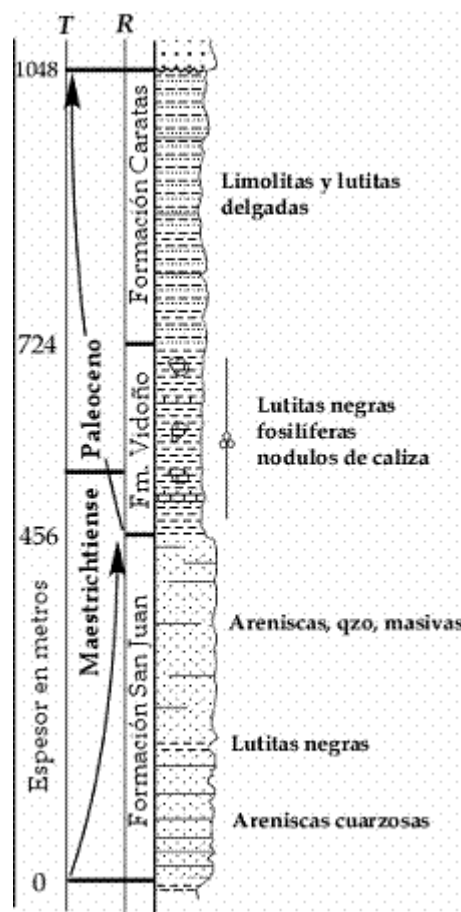 T R
1048
Formación Caratas
Limolitas y lutitas
delgadas
724
Paleoceno
Fm. Vidoño
Lutitas negras
fosilíferas
nodulos de caliza
456
Maestrichtiense
Espesor en metros
Formación San Juan
Areniscas, qzo, masivas
Lutitas negras
Areniscas cuarzosas
0